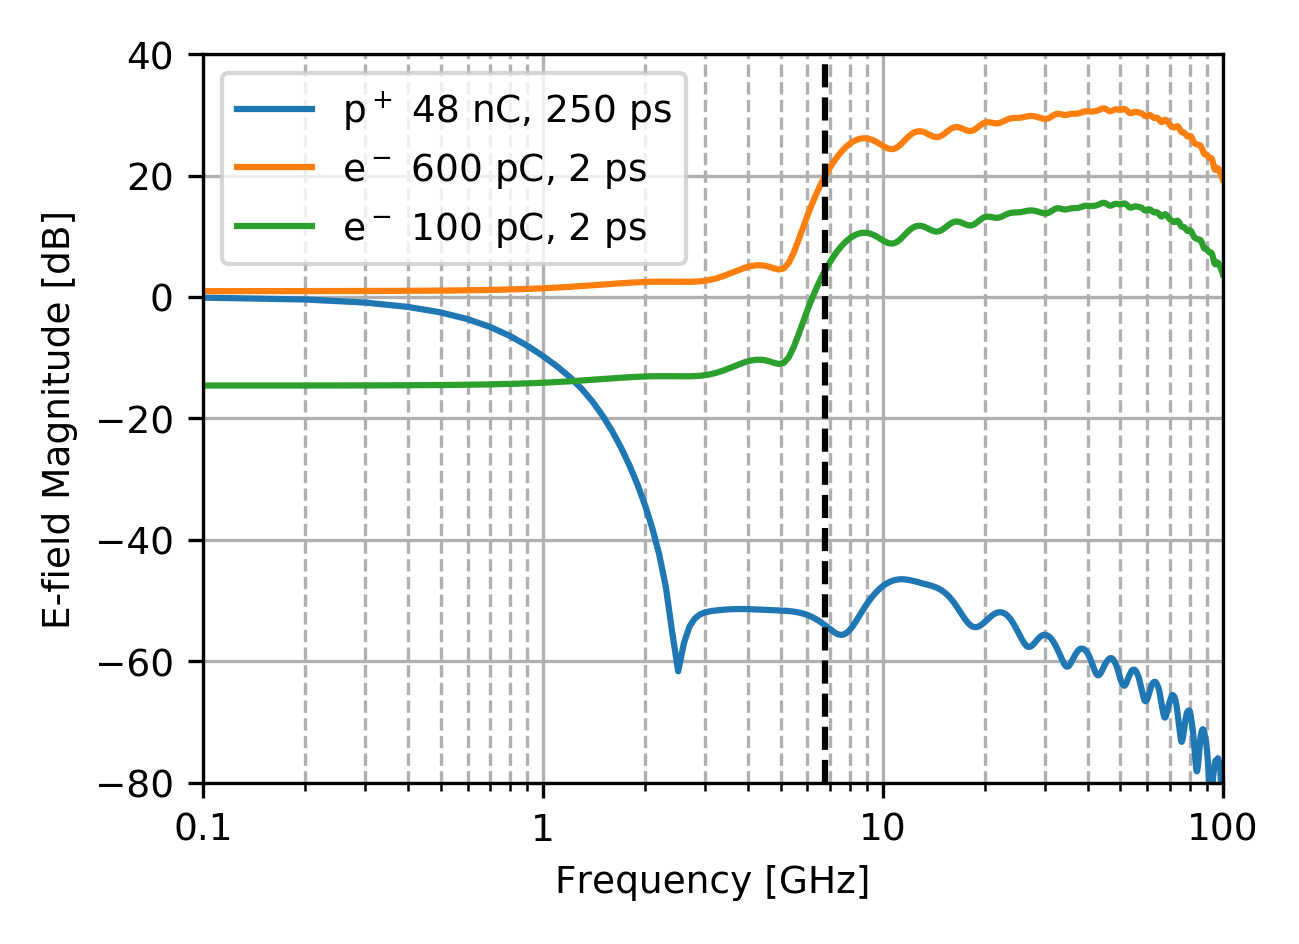 40
20
0
−20
−40
−60
−80
E-field Magnitude [dB]
p⁺ 48 nC, 250 ps
e⁻ 600 pC, 2 ps
e⁻ 100 pC, 2 ps
0.1 1 10 100
Frequency [GHz]